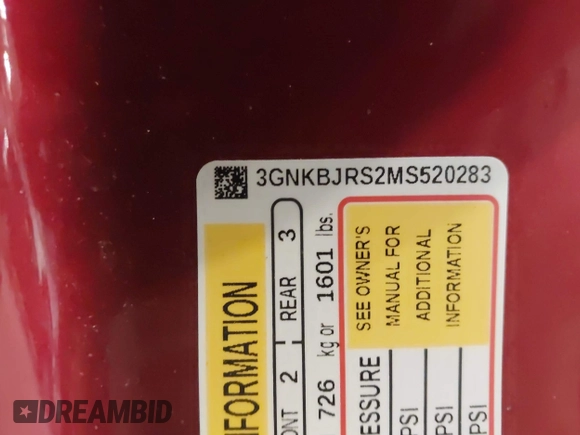 3GNKBJRS2MS520283
INFORMATION
FRONT 2 REAR 3
726 kg or 1601 lbs.
SEE OWNER'S
MANUAL FOR
ADDITIONAL
INFORMATION
PSI
PSI
PSI
DREAMBID